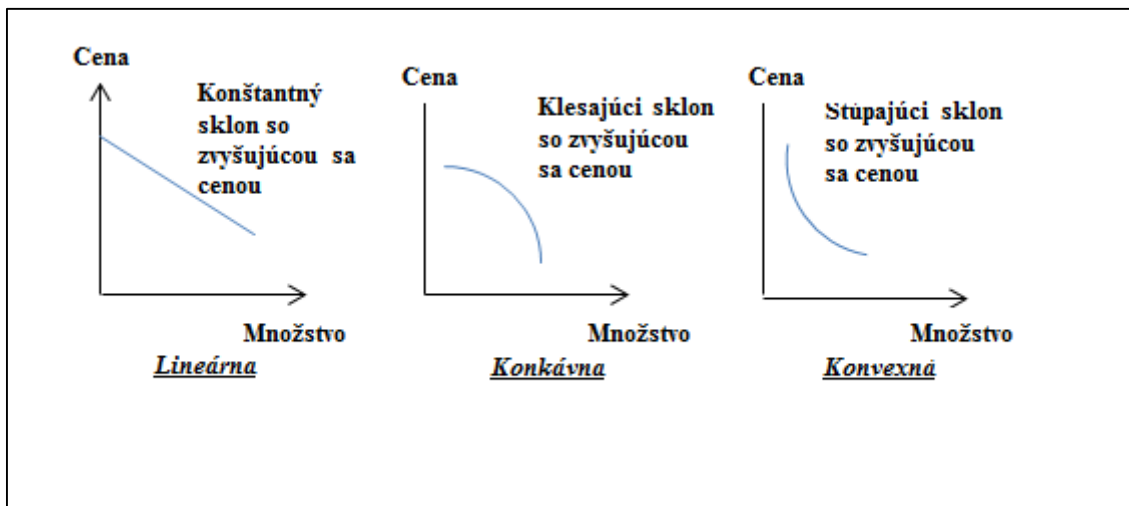 Cena
Konštantný
sklon so
zvyšujúcou sa
cenou
Množstvo
Lineárna
Cena
Klesajúci sklon
so zvyšujúcou
sa cenou
Množstvo
Konkávna
Cena
Stúpajúci sklon
so zvyšujúcou
sa cenou
Množstvo
Konvexná